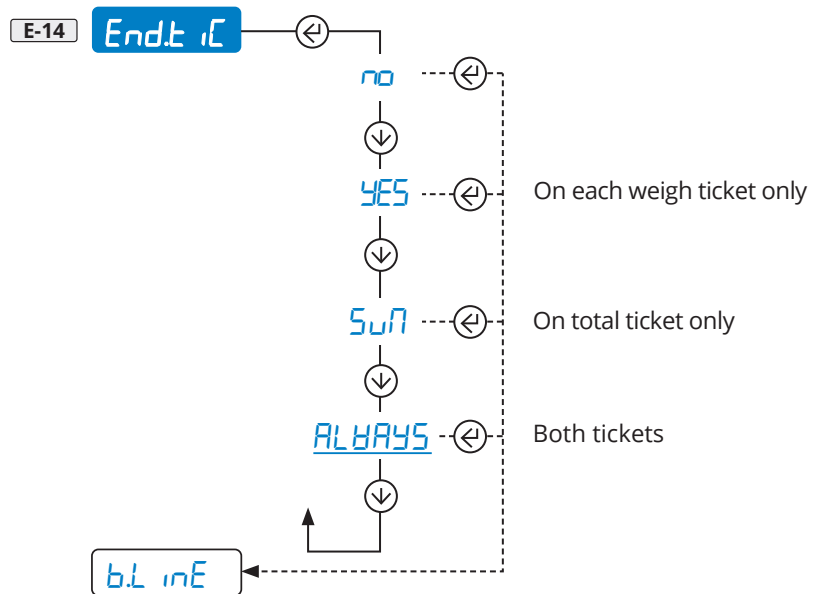 E-14 End.t iC
no
YES On each weigh ticket only
SuM On total ticket only
ALWAYS Both tickets
b.L inE